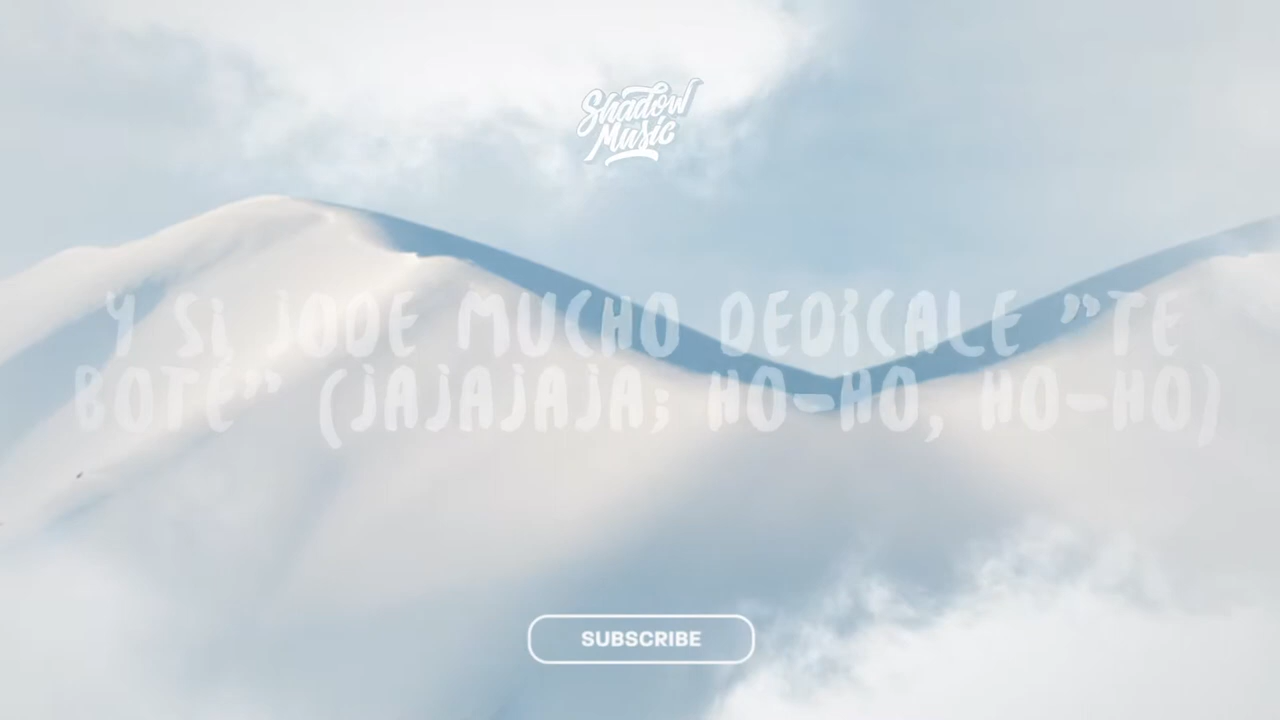 Shadow
Music
Y SI JODE MUCHO DEDÍCALE "TE
BOTÉ" (JAJAJAJA; HO-HO, HO-HO)
SUBSCRIBE